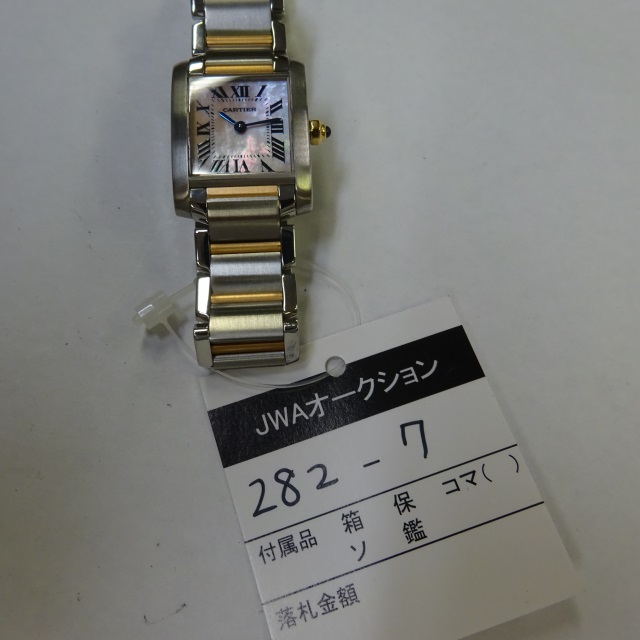 XII
CARTIER
JWAオークション
282-7
付属品 箱 保 コマ( )
ソ 鑑
落札金額